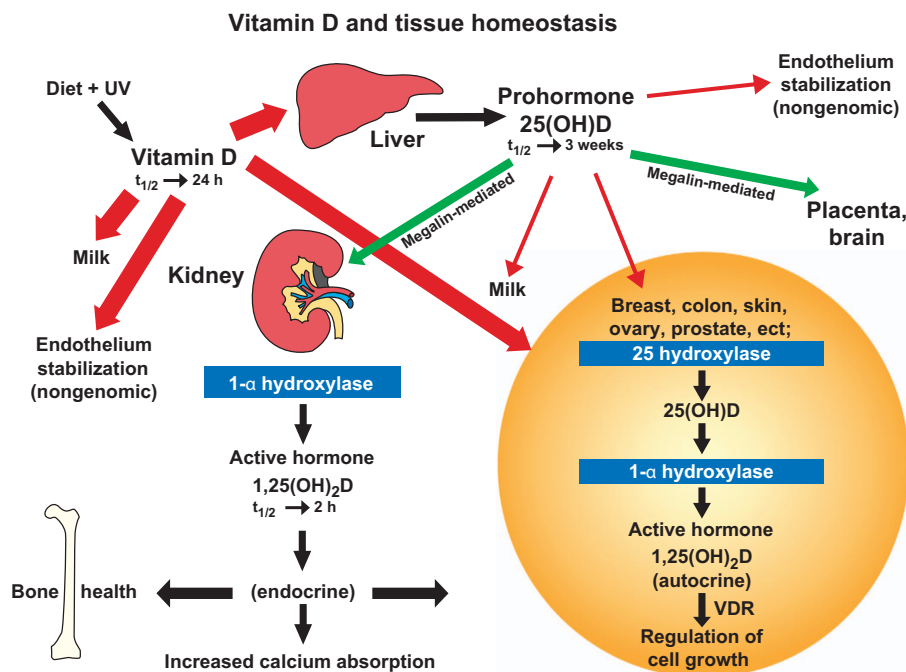 Vitamin D and tissue homeostasis
Diet + UV
Vitamin D
t1/2 → 24 h
Milk
Endothelium
stabilization
(nongenomic)
Liver
Prohormone
25(OH)D
t1/2 → 3 weeks
Endothelium
stabilization
(nongenomic)
Megalin-mediated
Placenta,
brain
Megalin-mediated
Kidney
Milk
1-α hydroxylase
Active hormone
1,25(OH)2D
t1/2 → 2 h
(endocrine)
Bone health
Increased calcium absorption
Breast, colon, skin,
ovary, prostate, ect;
25 hydroxylase
25(OH)D
1-α hydroxylase
Active hormone
1,25(OH)2D
(autocrine)
VDR
Regulation of
cell growth